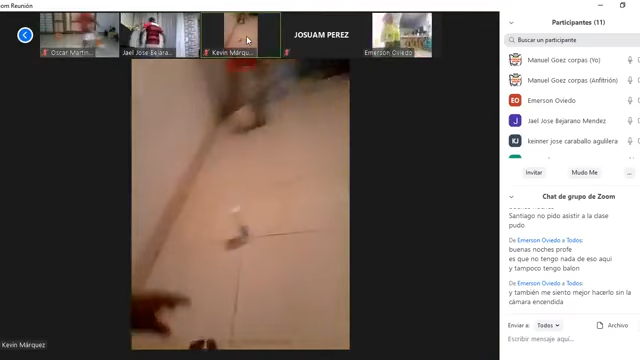 oom Reunión
Oscar Martin...
Jael Jose Bejara...
Kevin Márqu...
JOSUAM PEREZ
Emerson Oviedo
Kevin Márquez
Participantes (11)
Buscar un participante
Manuel Goez corpas (Yo)
Manuel Goez corpas (Anfitrión)
EO Emerson Oviedo
J Jael Jose Bejarano Mendez
KJ keinner jose caraballo aguilera
Invitar
Mudo Me
...
Chat de grupo de Zoom
Santiago no pido asistir a la clase
pudo
De Emerson Oviedo a Todos:
buenas noches profe
es que no tengo nada de eso aqui
y tampoco tengo balon
De Emerson Oviedo a Todos:
y también me siento mejor hacerlo sin la
cámara encendida
Enviar a: Todos
Archivo
Escribir mensaje aquí...